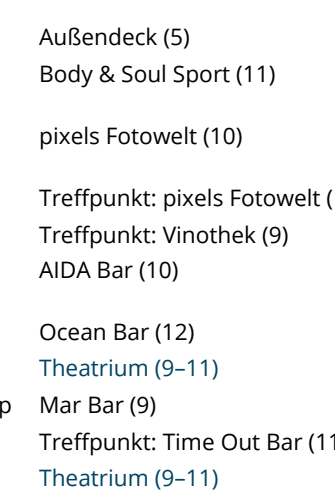 Außendeck (5)
Body & Soul Sport (11)
pixels Fotowelt (10)
Treffpunkt: pixels Fotowelt (
Treffpunkt: Vinothek (9)
AIDA Bar (10)
Ocean Bar (12)
Theatrium (9–11)
p Mar Bar (9)
Treffpunkt: Time Out Bar (11
Theatrium (9–11)